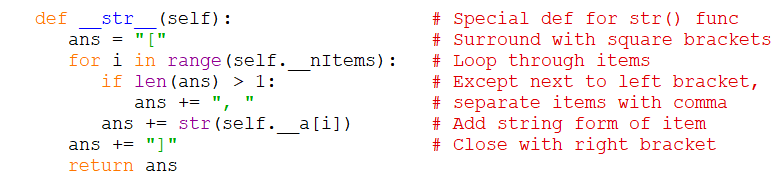 def __str__(self): # Special def for str() func
ans = "[" # Surround with square brackets
for i in range(self.__nItems): # Loop through items
if len(ans) > 1: # Except next to left bracket,
ans += ", " # separate items with comma
ans += str(self.__a[i]) # Add string form of item
ans += "]" # Close with right bracket
return ans